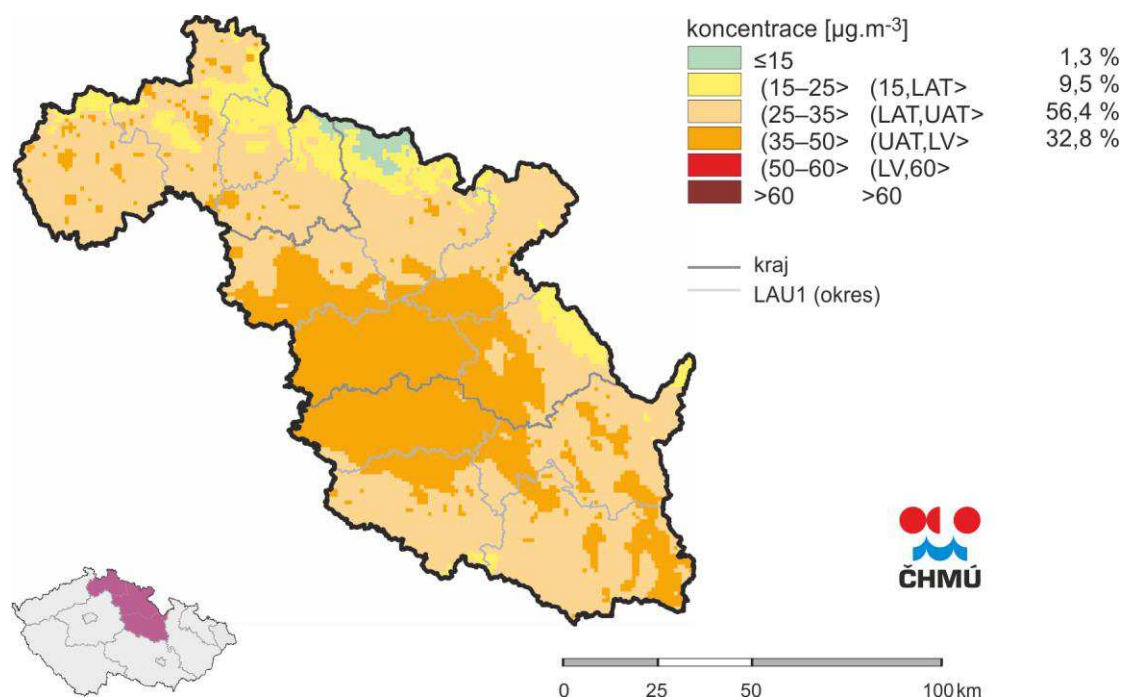 koncentrace [µg.m-3]
≤15 1,3 %
(15–25> (15,LAT> 9,5 %
(25–35> (LAT,UAT> 56,4 %
(35–50> (UAT,LV> 32,8 %
(50–60> (LV,60>
>60 >60
kraj
LAU1 (okres)
ČHMÚ
0 25 50 100 km